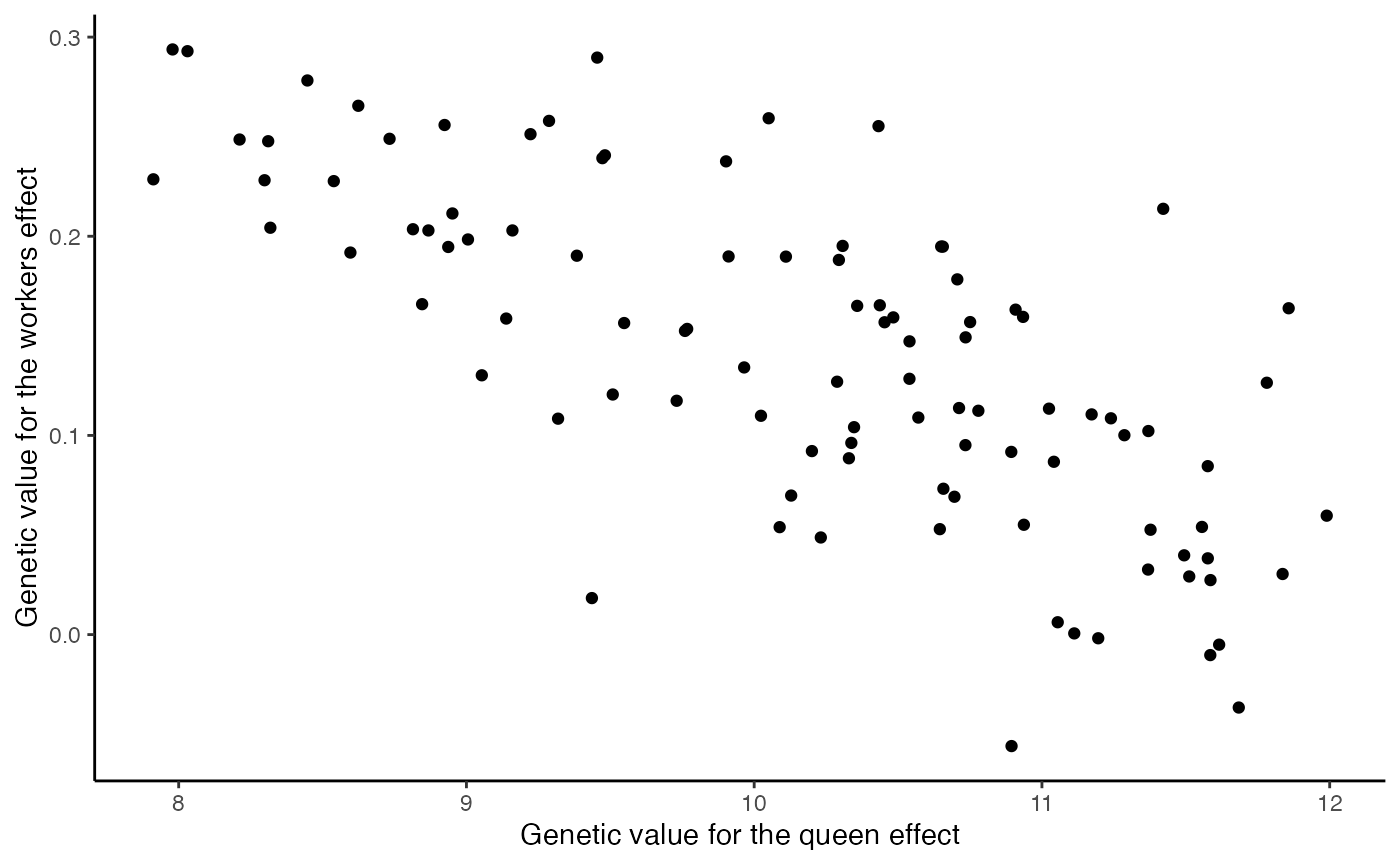 Genetic value for the workers effect
0.3
0.2
0.1
0.0
8 9 10 11 12
Genetic value for the queen effect